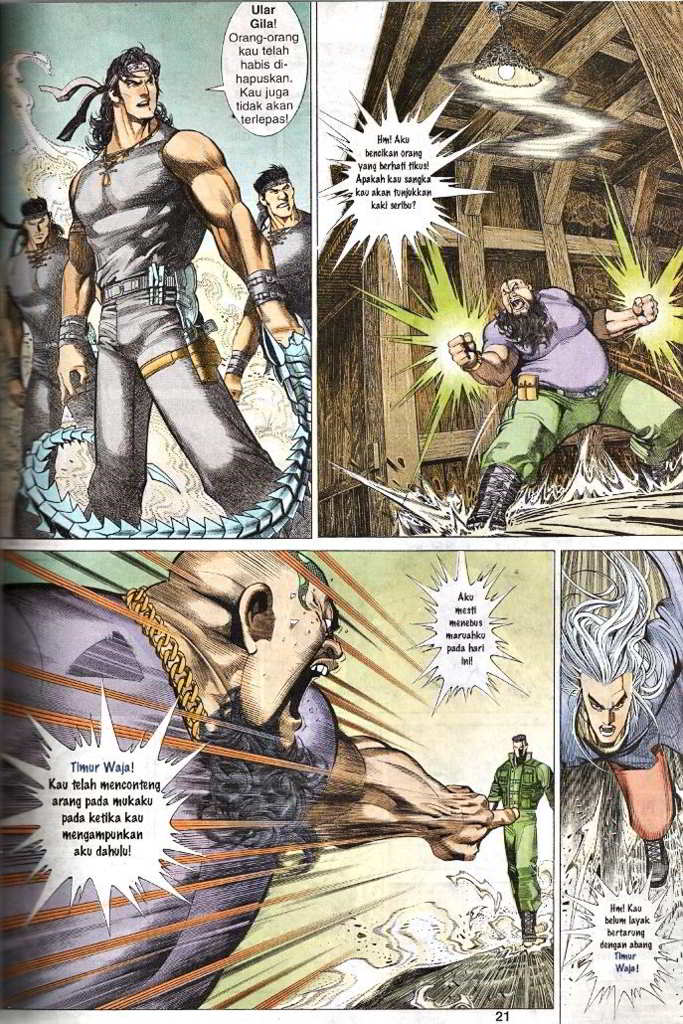 Ular
Gila!
Orang-orang
kau telah
habis di-
hapuskan.
Kau juga
tidak akan
terlepas!
Hm! Aku
bencikan orang
yang berhati tikus!
Apakah kau sangka
kau akan tunjukkan
kaki seribu?
Aku
mesti
menebus
maruahku
pada hari
ini!
Timur Waja!
Kau telah menconteng
arang pada mukaku
pada ketika kau
mengampunkan
aku dahulu!
Hm! Kau
belum layak
bertarung
dengan abang
Timur
Waja!
21